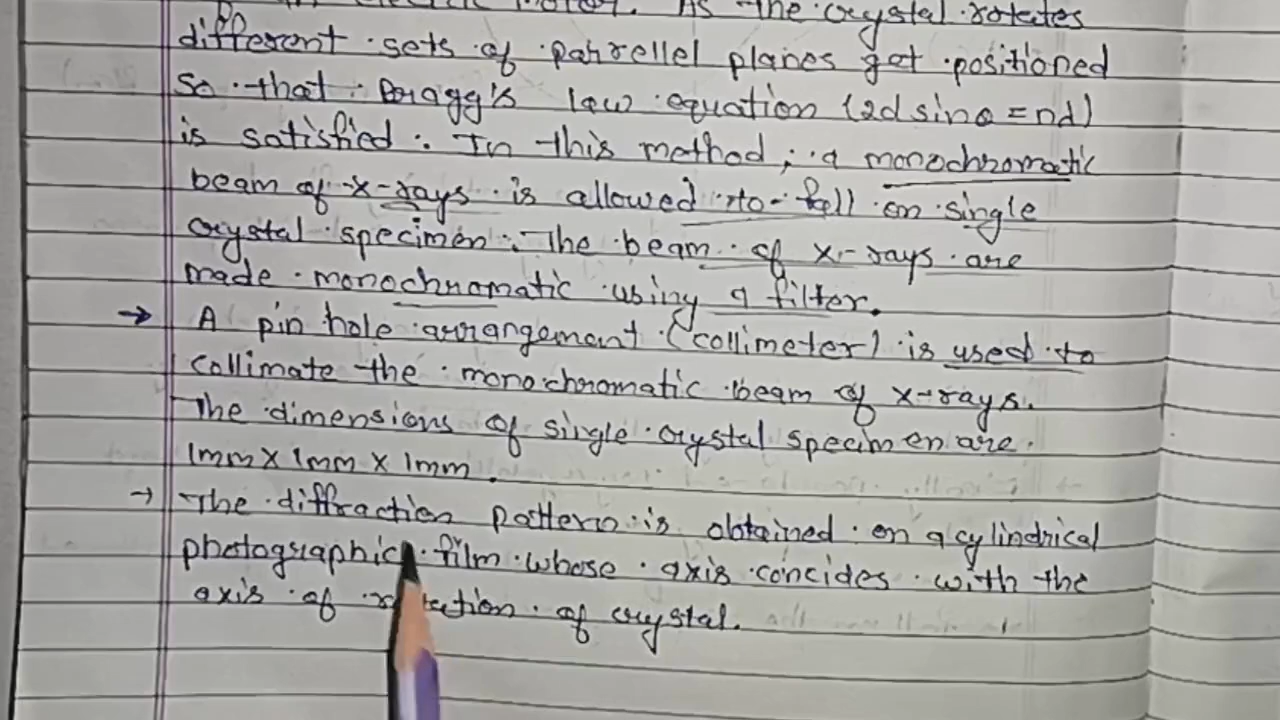 electric motor. As the crystal rotates
different sets of parrellel planes get positioned
so that Bragg's law equation (2d sinθ = nd)
is satisfied. In this method, a monochromatic
beam of x-rays is allowed to fall on single
crystal specimen. The beam of x-rays are
made monochromatic using a filter.
→ A pin hole arrangement (collimeter) is used to
collimate the monochromatic beam of x-rays.
The dimensions of single crystal specimen are
1mm x 1mm x 1mm.
→ The diffraction pattern is obtained on a cylindrical
photographic film whose axis concides with the
axis of rotation of crystal.